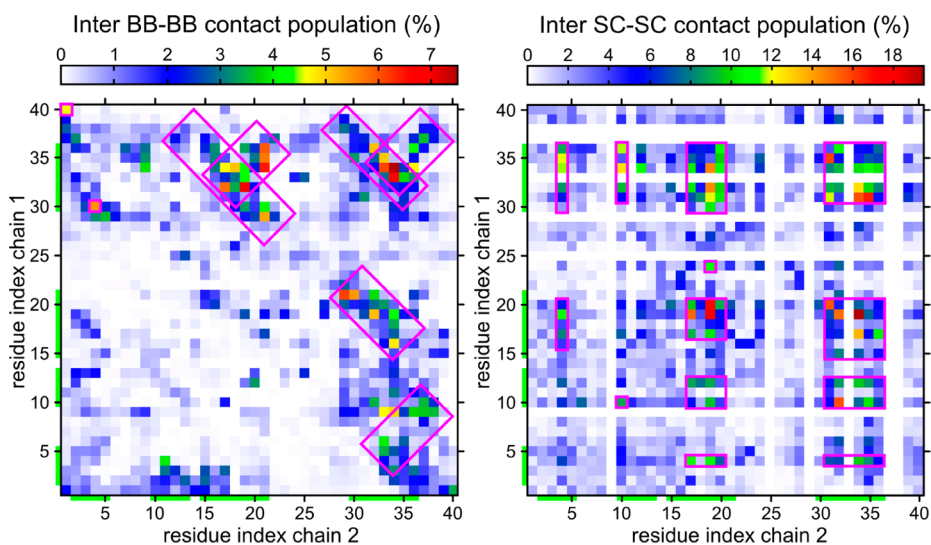 Inter BB-BB contact population (%)
0 1 2 3 4 5 6 7
residue index chain 1
40
35
30
25
20
15
10
5
5 10 15 20 25 30 35 40
residue index chain 2
Inter SC-SC contact population (%)
0 2 4 6 8 10 12 14 16 18
residue index chain 1
40
35
30
25
20
15
10
5
5 10 15 20 25 30 35 40
residue index chain 2